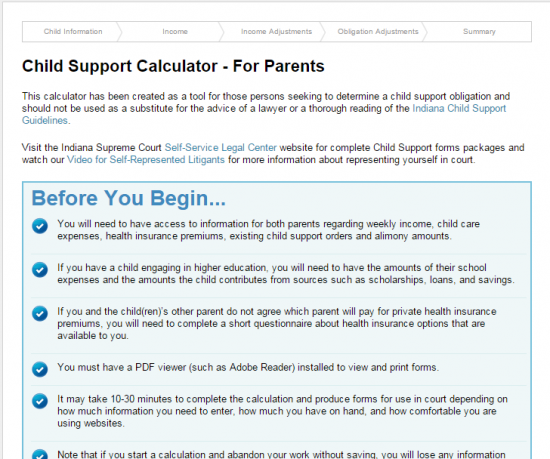 Child Information
Income
Income Adjustments
Obligation Adjustments
Summary
Child Support Calculator - For Parents
This calculator has been created as a tool for those persons seeking to determine a child support obligation and
should not be used as a substitute for the advice of a lawyer or a thorough reading of the Indiana Child Support
Guidelines.
Visit the Indiana Supreme Court Self-Service Legal Center website for complete Child Support forms packages and
watch our Video for Self-Represented Litigants for more information about representing yourself in court.
Before You Begin...
You will need to have access to information for both parents regarding weekly income, child care
expenses, health insurance premiums, existing child support orders and alimony amounts.
If you have a child engaging in higher education, you will need to have the amounts of their school
expenses and the amounts the child contributes from sources such as scholarships, loans, and savings.
If you and the child(ren)'s other parent do not agree which parent will pay for private health insurance
premiums, you will need to complete a short questionnaire about health insurance options that are
available to you.
You must have a PDF viewer (such as Adobe Reader) installed to view and print forms.
It may take 10-30 minutes to complete the calculation and produce forms for use in court depending on
how much information you need to enter, how much you have on hand, and how comfortable you are
using websites.
Note that if you start a calculation and abandon your work without saving, you will lose any information